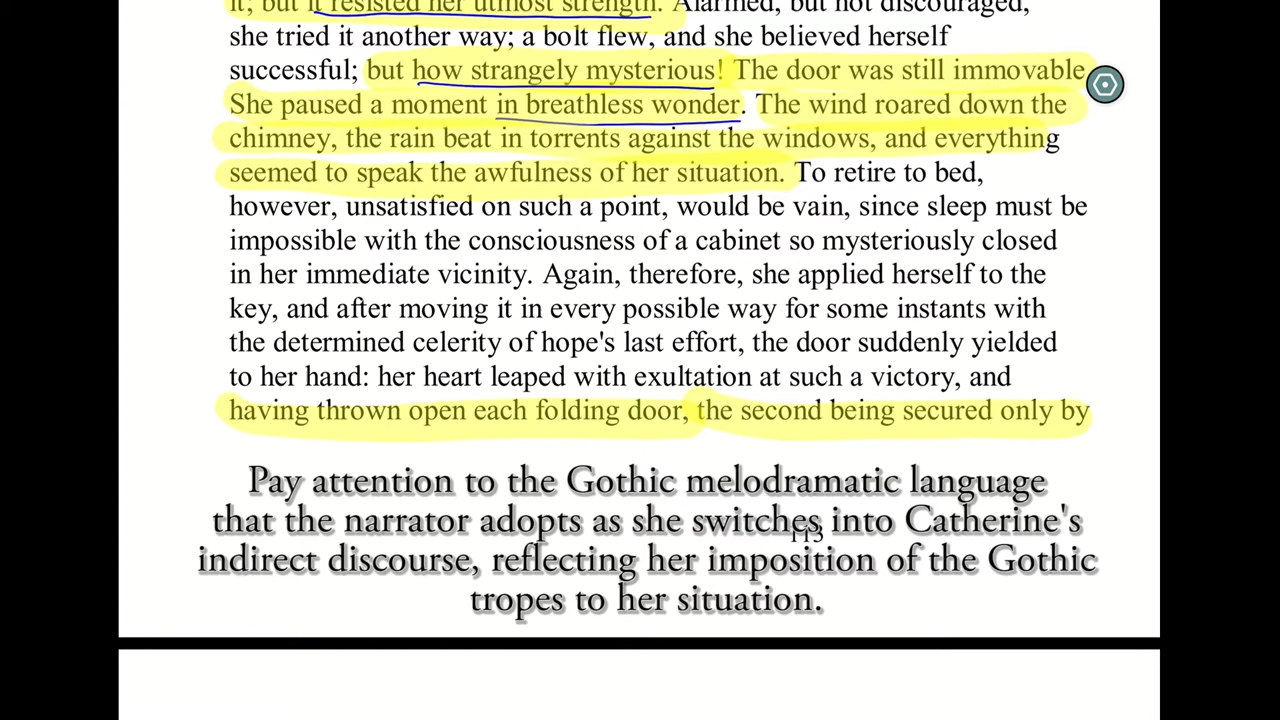 it; but it resisted her utmost strength. Alarmed, but not discouraged,
she tried it another way; a bolt flew, and she believed herself
successful; but how strangely mysterious! The door was still immovable
She paused a moment in breathless wonder. The wind roared down the
chimney, the rain beat in torrents against the windows, and everything
seemed to speak the awfulness of her situation. To retire to bed,
however, unsatisfied on such a point, would be vain, since sleep must be
impossible with the consciousness of a cabinet so mysteriously closed
in her immediate vicinity. Again, therefore, she applied herself to the
key, and after moving it in every possible way for some instants with
the determined celerity of hope's last effort, the door suddenly yielded
to her hand: her heart leaped with exultation at such a victory, and
having thrown open each folding door, the second being secured only by
Pay attention to the Gothic melodramatic language
that the narrator adopts as she switches into Catherine's
113
indirect discourse, reflecting her imposition of the Gothic
tropes to her situation.